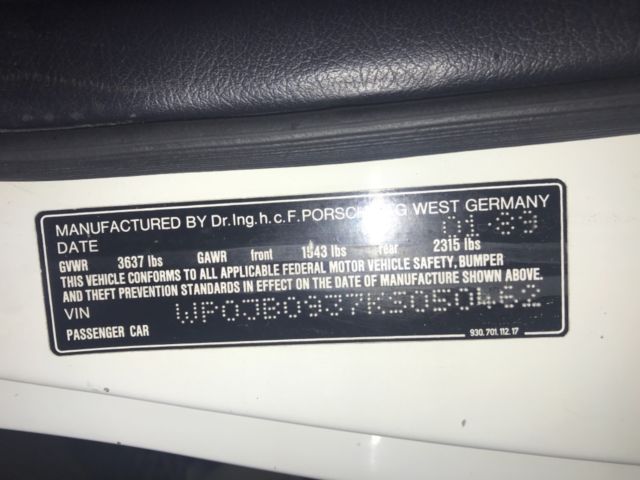 MANUFACTURED BY Dr.Ing.h.c.F.PORSCHE AG WEST GERMANY
DATE 01·89
GVWR 3637 lbs GAWR front 1543 lbs rear 2315 lbs
THIS VEHICLE CONFORMS TO ALL APPLICABLE FEDERAL MOTOR VEHICLE SAFETY, BUMPER
AND THEFT PREVENTION STANDARDS IN EFFECT ON THE DATE OF MANUFACTURE SHOWN ABOVE.
VIN WP0JB0937KS050462
PASSENGER CAR 930.701.112.17